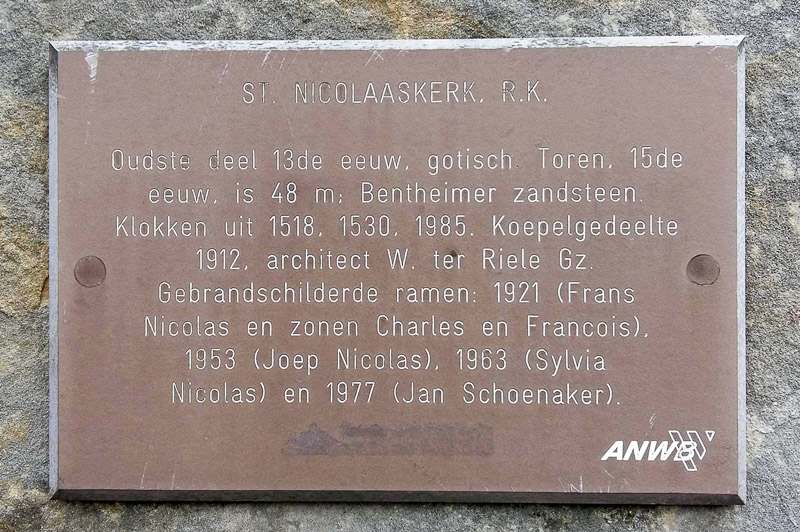 ST. NICOLAASKERK, R.K.
Oudste deel 13de eeuw, gotisch. Toren, 15de
eeuw, is 48 m; Bentheimer zandsteen.
Klokken uit 1518, 1530, 1985. Koepelgedeelte
1912, architect W. ter Riele Gz.
Gebrandschilderde ramen: 1921 (Frans
Nicolas en zonen Charles en Francois),
1953 (Joep Nicolas), 1963 (Sylvia
Nicolas) en 1977 (Jan Schoenaker).
ANWB